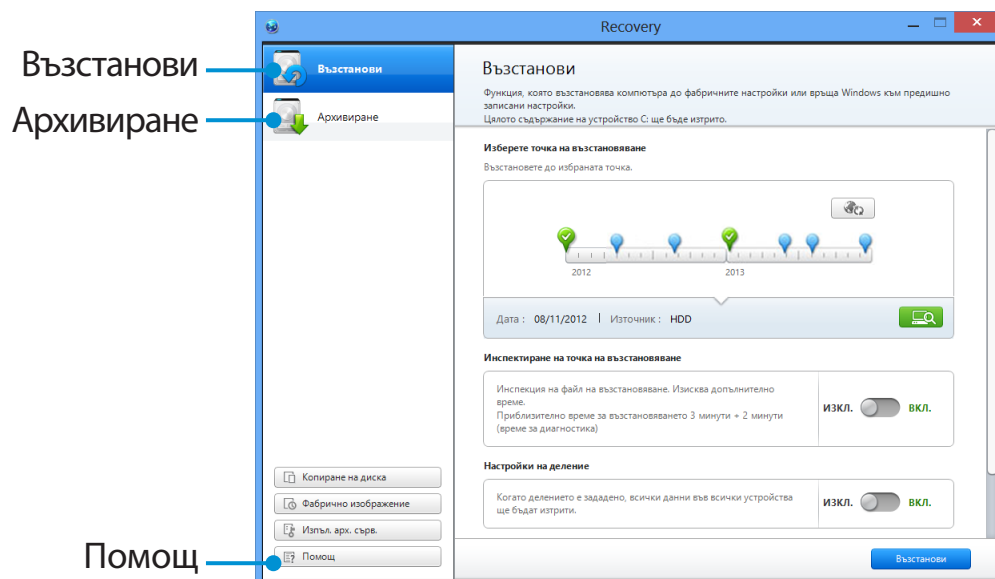 Recovery
Възстанови
Архивиране
Помощ
Възстанови
Архивиране
Копиране на диска
Фабрично изображение
Изпъл. арх. сърв.
Помощ
Възстанови
Функция, която възстановява компютъра до фабричните настройки или връща Windows към предишно
записани настройки.
Цялото съдържание на устройство C: ще бъде изтрито.
Изберете точка на възстановяване
Възстановете до избраната точка.
2012 2013
Дата : 08/11/2012 | Източник : HDD
Инспектиране на точка на възстановяване
Инспекция на файл на възстановяване. Изисква допълнително
време.
Приблизително време за възстановяването 3 минути + 2 минути
(време за диагностика)
ИЗКЛ. ВКЛ.
Настройки на деление
Когато делението е зададено, всички данни във всички устройства
ще бъдат изтрити.
ИЗКЛ. ВКЛ.
Възстанови